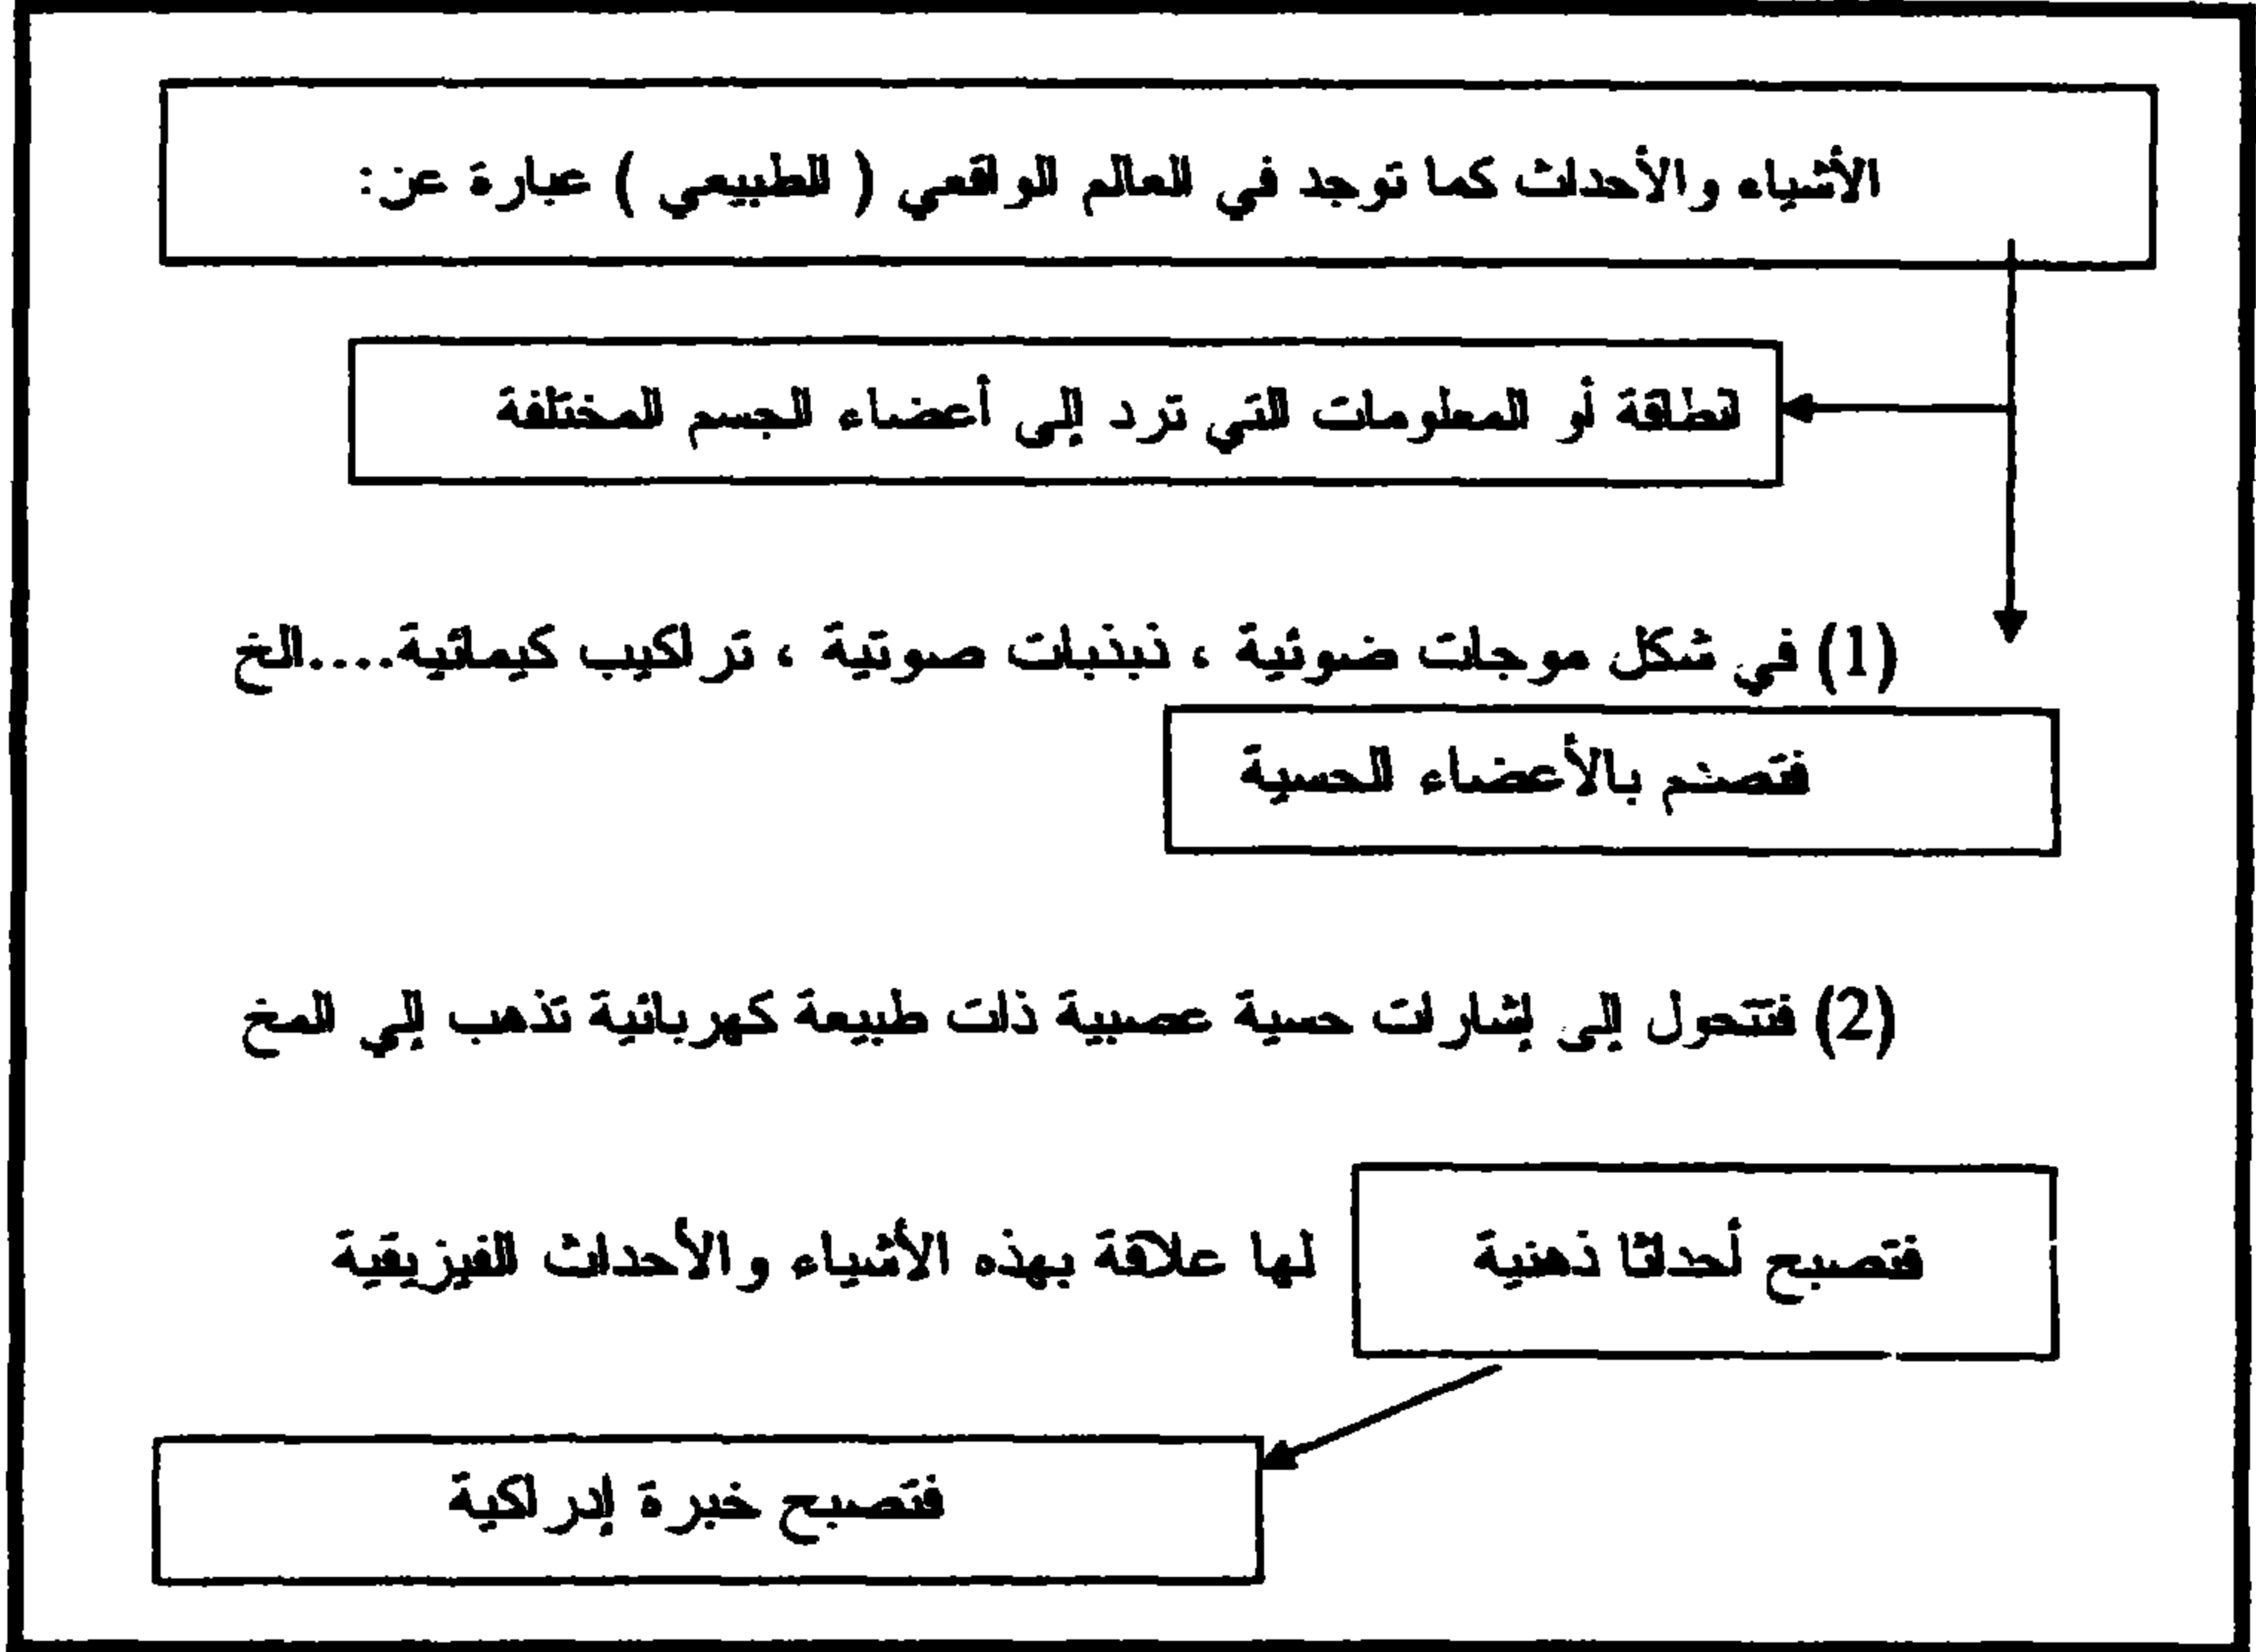 الأشياء والأحداث كما توجد في العالم الواقعي ( الطبيعي ) عبارة عن:
الطاقة أو المعلومات التي ترد إلى أعضاء الجسم المختلفة
(1) في شكل موجات ضوئية ، ذبذبات صوتية ، تراكيب كيمائية....الخ
فتصدم بالأعضاء الحسية
(2) فتتحول إلى إشارات حسية عصبية ذات طبيعة كهربائية تذهب إلي المخ
فتصبح أحداثا ذهنية لها علاقة بهذه الأشياء والأحداث الفيزيقية
فتصبح خبرة إدراكية